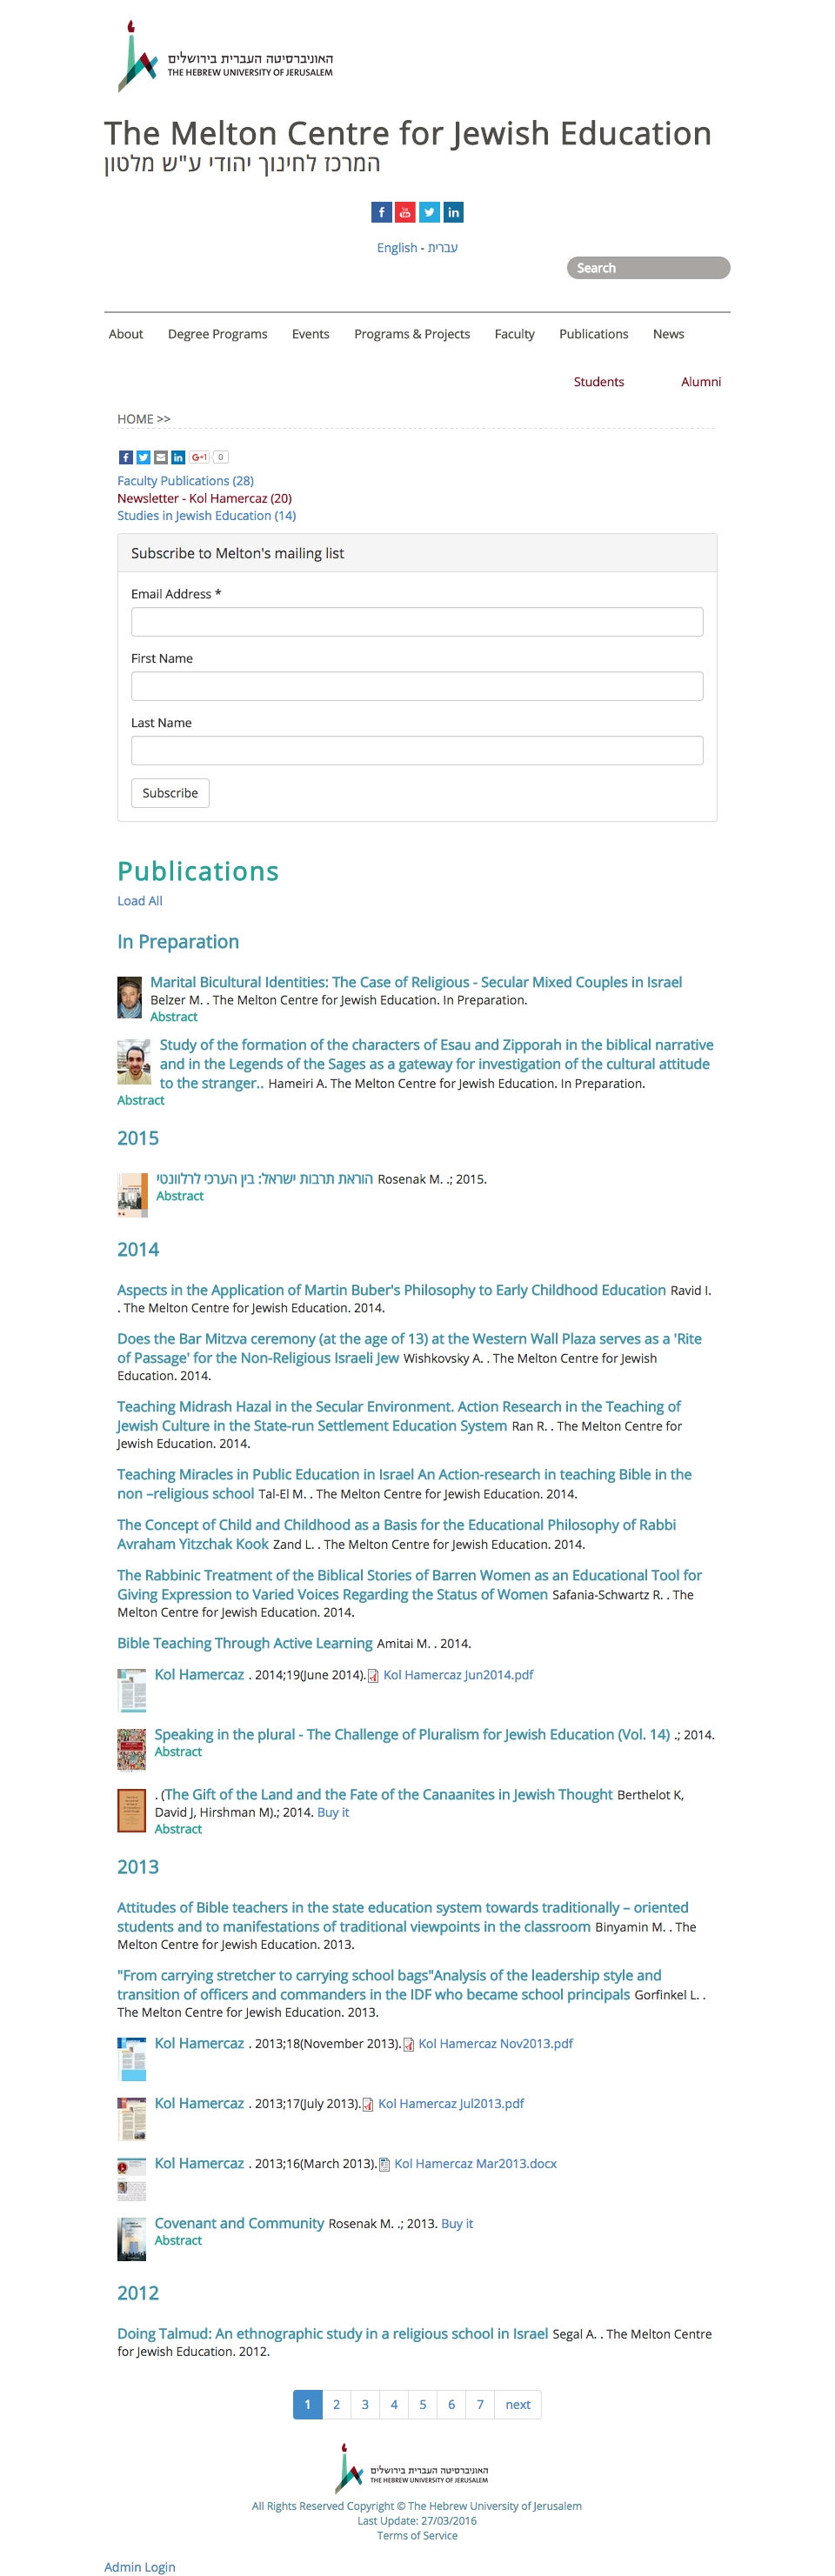 האוניברסיטה העברית בירושלים
THE HEBREW UNIVERSITY OF JERUSALEM
The Melton Centre for Jewish Education
המרכז לחינוך יהודי ע"ש מלטון
English - עברית
Search
About Degree Programs Events Programs & Projects Faculty Publications News
Students Alumni
HOME >>
G+1 0
Faculty Publications (28)
Newsletter - Kol Hamercaz (20)
Studies in Jewish Education (14)
Subscribe to Melton's mailing list
Email Address *
First Name
Last Name
Subscribe
Publications
Load All
In Preparation
Marital Bicultural Identities: The Case of Religious - Secular Mixed Couples in Israel
Belzer M. . The Melton Centre for Jewish Education. In Preparation.
Abstract
Study of the formation of the characters of Esau and Zipporah in the biblical narrative
and in the Legends of the Sages as a gateway for investigation of the cultural attitude
to the stranger.. Hameiri A. The Melton Centre for Jewish Education. In Preparation.
Abstract
2015
הוראת תרבות ישראל: בין הערכי לרלוונטי Rosenak M. .; 2015.
Abstract
2014
Aspects in the Application of Martin Buber's Philosophy to Early Childhood Education Ravid I.
. The Melton Centre for Jewish Education. 2014.
Does the Bar Mitzva ceremony (at the age of 13) at the Western Wall Plaza serves as a 'Rite
of Passage' for the Non-Religious Israeli Jew Wishkovsky A. . The Melton Centre for Jewish
Education. 2014.
Teaching Midrash Hazal in the Secular Environment. Action Research in the Teaching of
Jewish Culture in the State-run Settlement Education System Ran R. . The Melton Centre for
Jewish Education. 2014.
Teaching Miracles in Public Education in Israel An Action-research in teaching Bible in the
non –religious school Tal-El M. . The Melton Centre for Jewish Education. 2014.
The Concept of Child and Childhood as a Basis for the Educational Philosophy of Rabbi
Avraham Yitzchak Kook Zand L. . The Melton Centre for Jewish Education. 2014.
The Rabbinic Treatment of the Biblical Stories of Barren Women as an Educational Tool for
Giving Expression to Varied Voices Regarding the Status of Women Safania-Schwartz R. . The
Melton Centre for Jewish Education. 2014.
Bible Teaching Through Active Learning Amitai M. . 2014.
Kol Hamercaz . 2014;19(June 2014). Kol Hamercaz Jun2014.pdf
Speaking in the plural - The Challenge of Pluralism for Jewish Education (Vol. 14) .; 2014.
Abstract
. (The Gift of the Land and the Fate of the Canaanites in Jewish Thought Berthelot K,
David J, Hirshman M).; 2014. Buy it
Abstract
2013
Attitudes of Bible teachers in the state education system towards traditionally – oriented
students and to manifestations of traditional viewpoints in the classroom Binyamin M. . The
Melton Centre for Jewish Education. 2013.
"From carrying stretcher to carrying school bags"Analysis of the leadership style and
transition of officers and commanders in the IDF who became school principals Gorfinkel L. .
The Melton Centre for Jewish Education. 2013.
Kol Hamercaz . 2013;18(November 2013). Kol Hamercaz Nov2013.pdf
Kol Hamercaz . 2013;17(July 2013). Kol Hamercaz Jul2013.pdf
Kol Hamercaz . 2013;16(March 2013). Kol Hamercaz Mar2013.docx
Covenant and Community Rosenak M. .; 2013. Buy it
Abstract
2012
Doing Talmud: An ethnographic study in a religious school in Israel Segal A. . The Melton Centre
for Jewish Education. 2012.
1 2 3 4 5 6 7 next
האוניברסיטה העברית בירושלים
THE HEBREW UNIVERSITY OF JERUSALEM
All Rights Reserved Copyright © The Hebrew University of Jerusalem
Last Update: 27/03/2016
Terms of Service
Admin Login